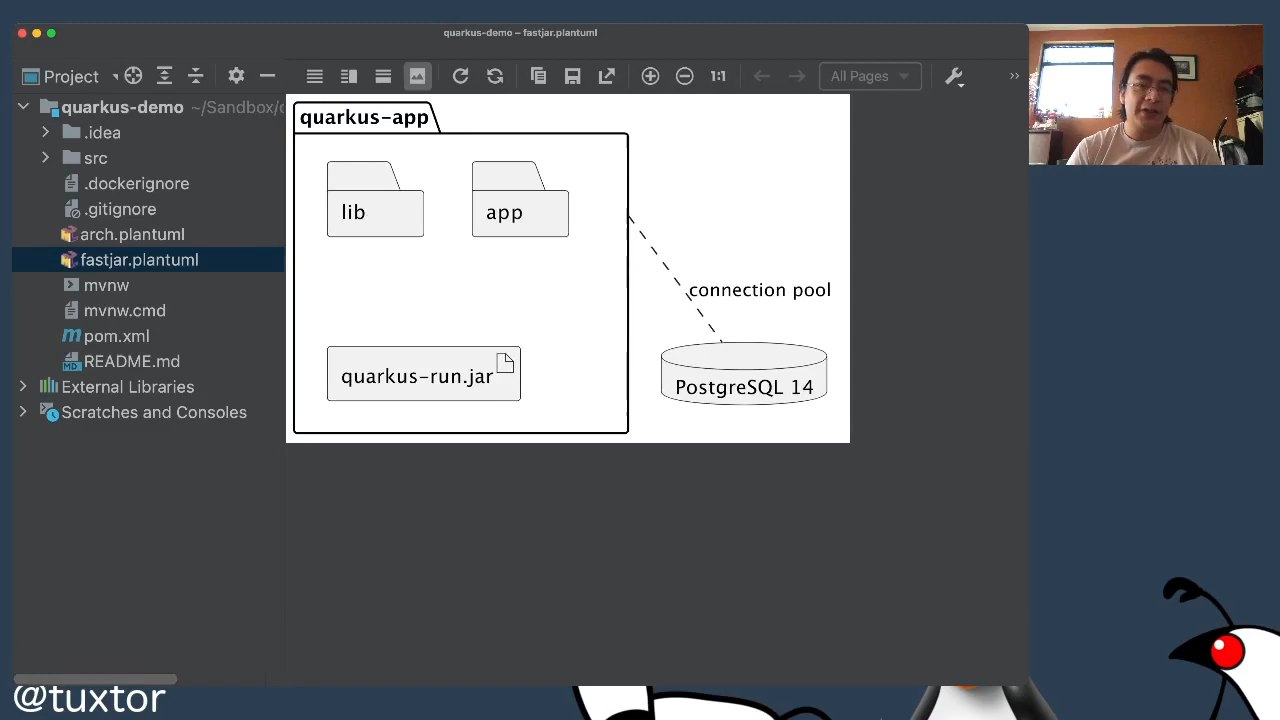 quarkus-demo – fastjar.plantuml
Project
All Pages
1:1
quarkus-demo ~/Sandbox/
.idea
src
.dockerignore
.gitignore
arch.plantuml
fastjar.plantuml
mvnw
mvnw.cmd
pom.xml
README.md
External Libraries
Scratches and Consoles
quarkus-app
lib
app
connection pool
quarkus-run.jar
PostgreSQL 14
@tuxtor